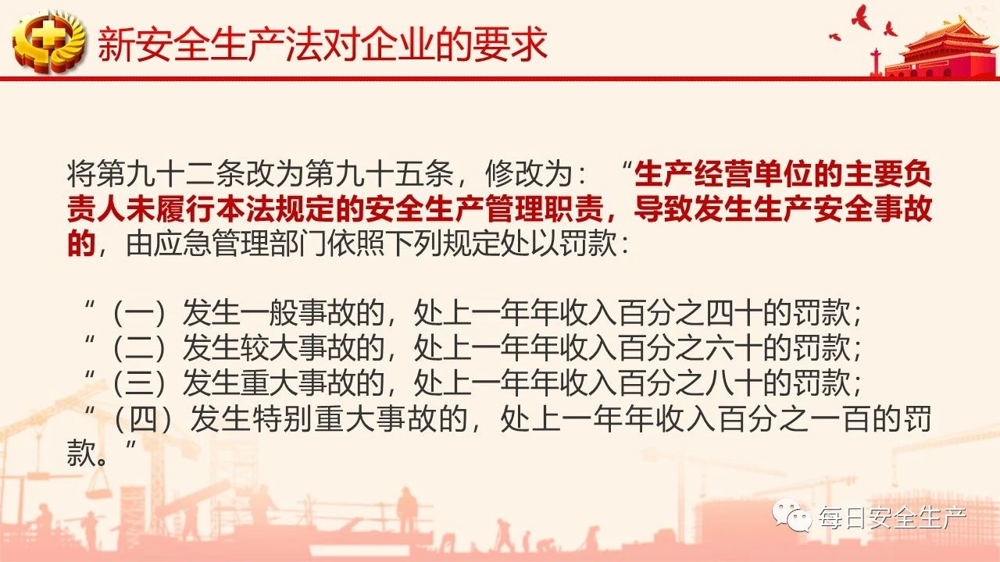 新安全生产法对企业的要求
将第九十二条改为第九十五条，修改为：“生产经营单位的主要负
责人未履行本法规定的安全生产管理职责，导致发生生产安全事故
的，由应急管理部门依照下列规定处以罚款：
“（一）发生一般事故的，处上一年年收入百分之四十的罚款；
“（二）发生较大事故的，处上一年年收入百分之六十的罚款；
“（三）发生重大事故的，处上一年年收入百分之八十的罚款；
“（四）发生特别重大事故的，处上一年年收入百分之一百的罚
款。”
每日安全生产